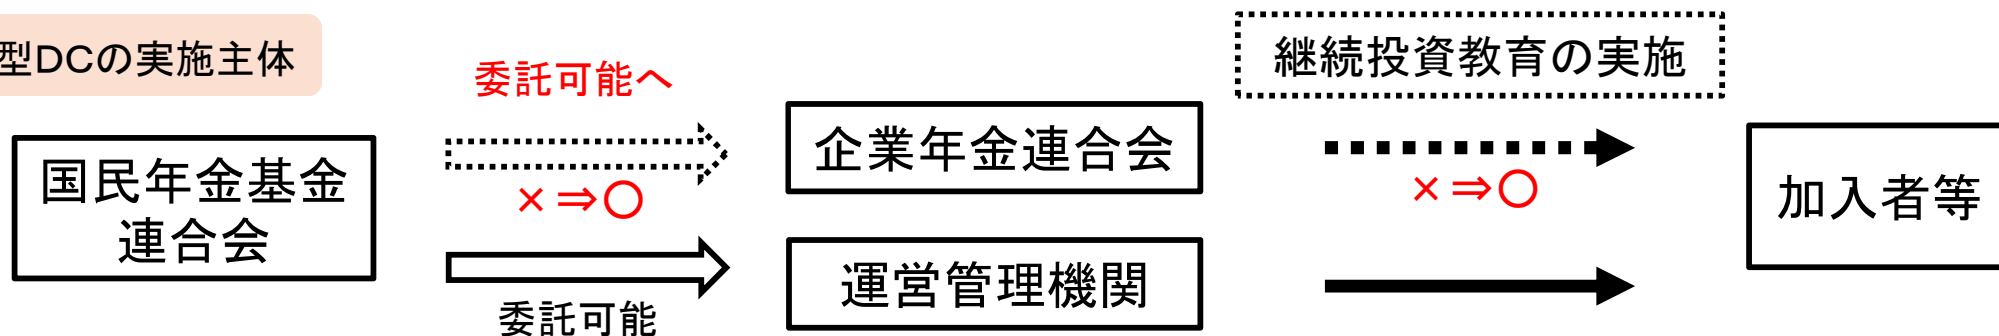 型DCの実施主体
国民年金基金
連合会
委託可能へ
×⇒〇
委託可能
企業年金連合会
運営管理機関
継続投資教育の実施
×⇒〇
加入者等